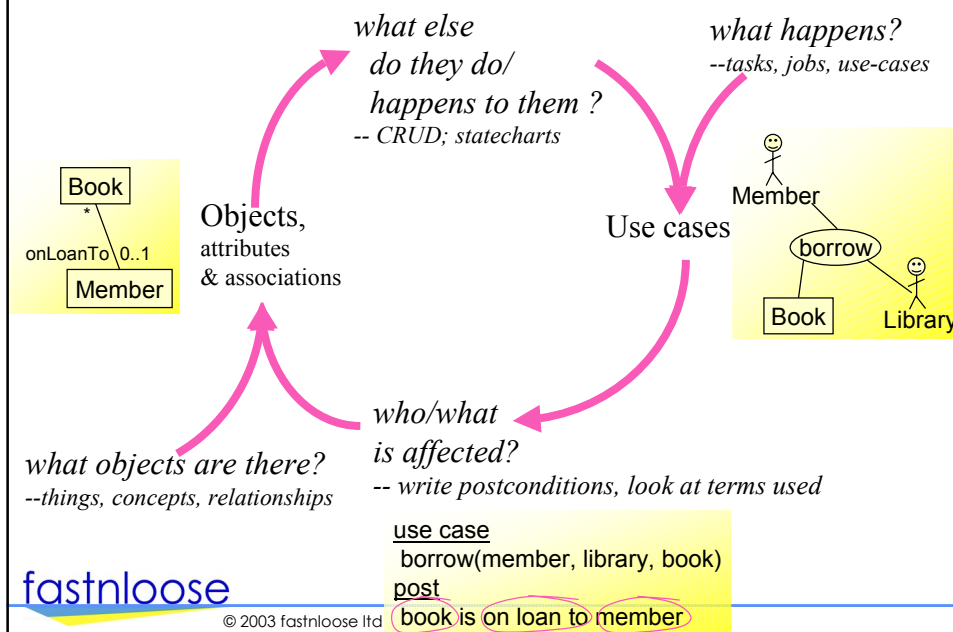 what else
do they do/
happens to them ?
-- CRUD; statecharts
what happens?
--tasks, jobs, use-cases
Book
*
onLoanTo 0..1
Member
Objects,
attributes
& associations
Use cases
Member
borrow
Book
Library
who/what
is affected?
-- write postconditions, look at terms used
what objects are there?
--things, concepts, relationships
use case
borrow(member, library, book)
post
book is on loan to member
fastnloose
© 2003 fastnloose ltd